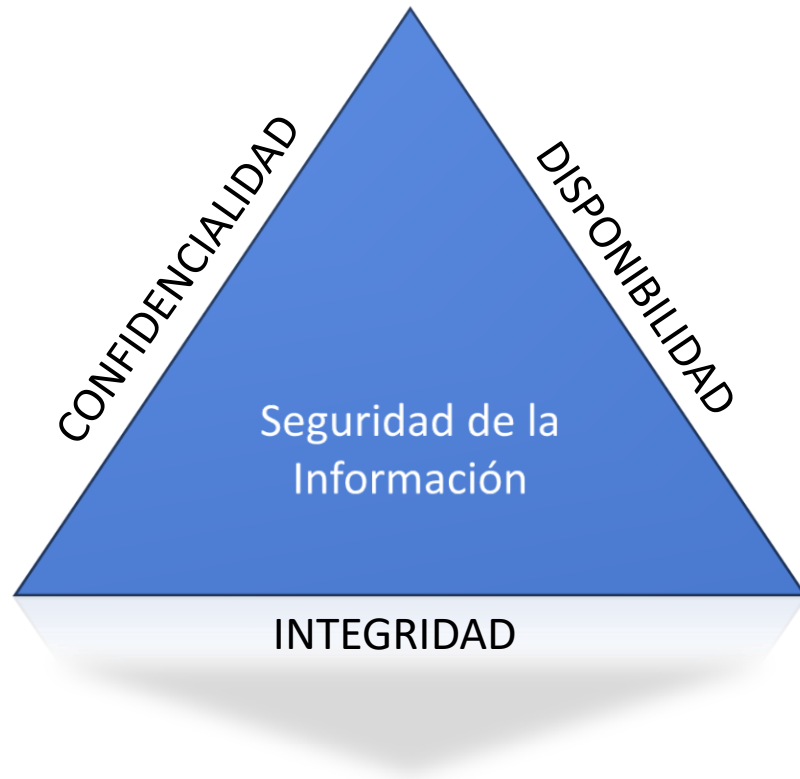 CONFIDENCIALIDAD
DISPONIBILIDAD
Seguridad de la
Información
INTEGRIDAD